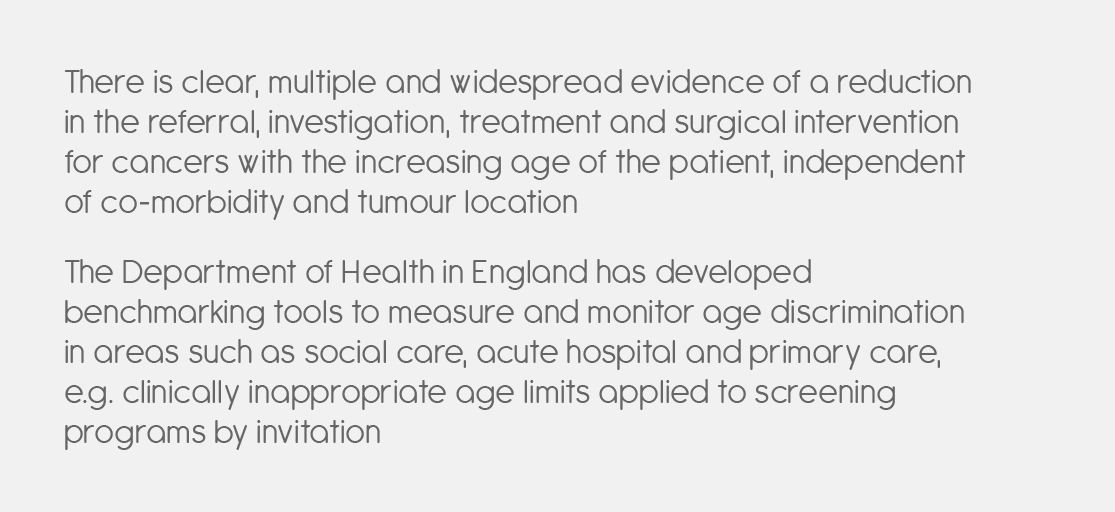 There is clear, multiple and widespread evidence of a reduction
in the referral, investigation, treatment and surgical intervention
for cancers with the increasing age of the patient, independent
of co-morbidity and tumour location
The Department of Health in England has developed
benchmarking tools to measure and monitor age discrimination
in areas such as social care, acute hospital and primary care,
e.g. clinically inappropriate age limits applied to screening
programs by invitation